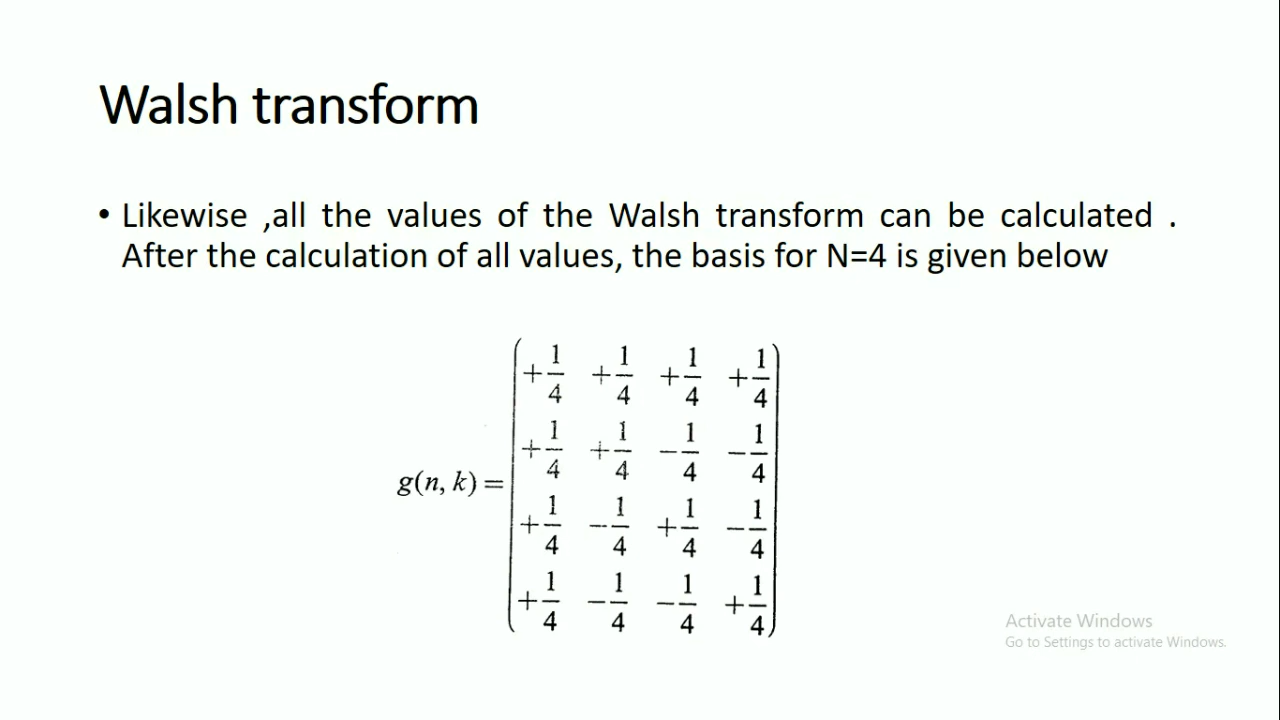 Walsh transform
• Likewise ,all the values of the Walsh transform can be calculated .
After the calculation of all values, the basis for N=4 is given below
g(n, k) =
+1/4 +1/4 +1/4 +1/4
+1/4 +1/4 −1/4 −1/4
+1/4 −1/4 +1/4 −1/4
+1/4 −1/4 −1/4 +1/4
Activate Windows
Go to Settings to activate Windows.